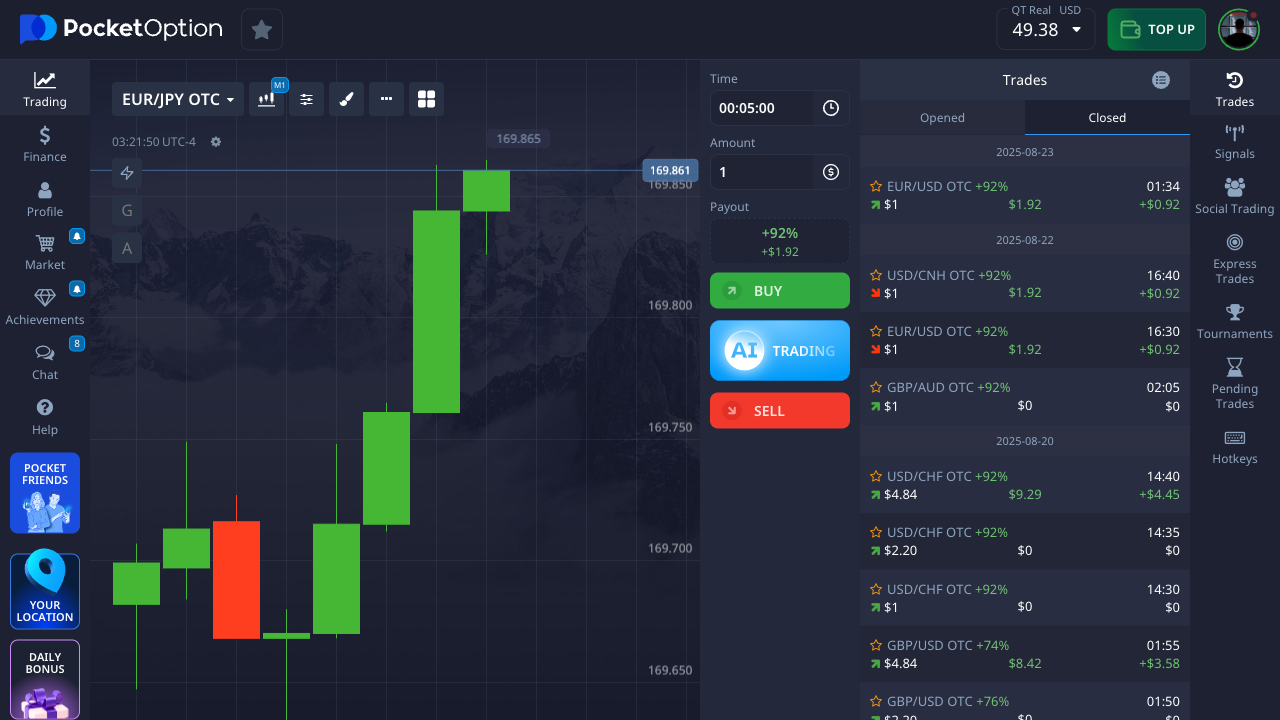 PocketOption
QT Real USD
49.38
TOP UP
Trading
Finance
Profile
Market
Achievements
8
Chat
Help
POCKET
FRIENDS
YOUR
LOCATION
DAILY
BONUS
EUR/JPY OTC
M1
03:21:50 UTC-4
G
A
169.865
169.861
169.850
169.800
169.750
169.700
169.650
Time
00:05:00
Amount
1
Payout
+92%
+$1.92
BUY
AI TRADING
SELL
Trades
Opened
Closed
2025-08-23
EUR/USD OTC +92% 01:34
$1 $1.92 +$0.92
2025-08-22
USD/CNH OTC +92% 16:40
$1 $1.92 +$0.92
EUR/USD OTC +92% 16:30
$1 $1.92 +$0.92
GBP/AUD OTC +92% 02:05
$1 $0 $0
2025-08-20
USD/CHF OTC +92% 14:40
$4.84 $9.29 +$4.45
USD/CHF OTC +92% 14:35
$2.20 $0 $0
USD/CHF OTC +92% 14:30
$1 $0 $0
GBP/USD OTC +74% 01:55
$4.84 $8.42 +$3.58
GBP/USD OTC +76% 01:50
$2.20 $0 $0
Trades
Signals
Social Trading
Express
Trades
Tournaments
Pending
Trades
Hotkeys